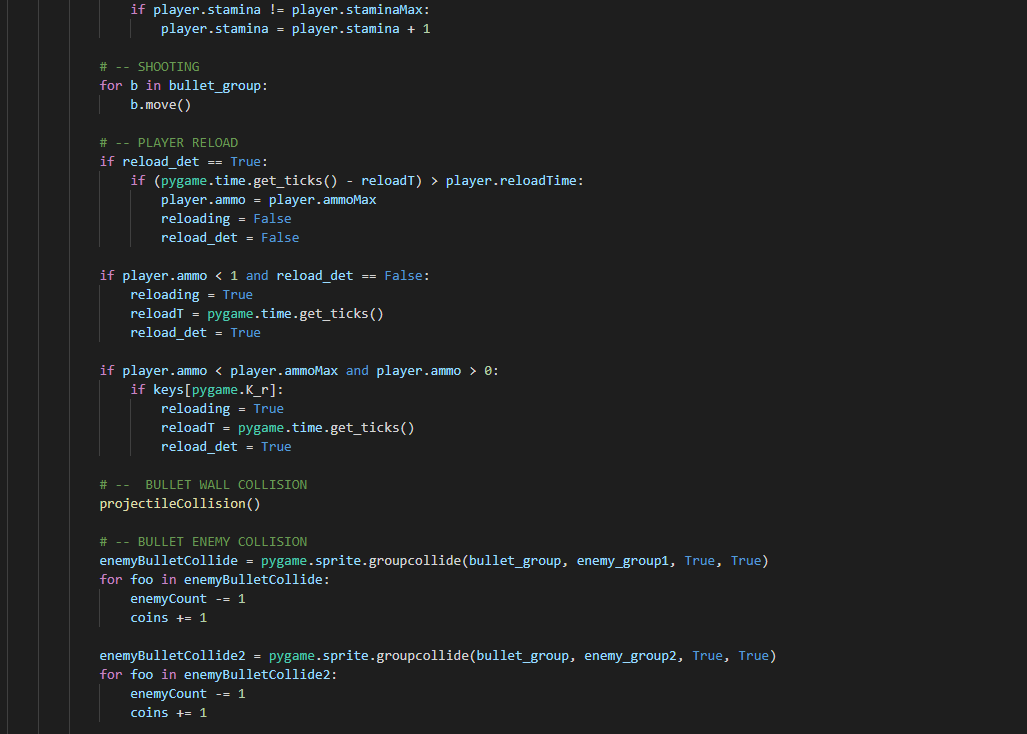 if player.stamina != player.staminaMax:
player.stamina = player.stamina + 1
# -- SHOOTING
for b in bullet_group:
b.move()
# -- PLAYER RELOAD
if reload_det == True:
if (pygame.time.get_ticks() - reloadT) > player.reloadTime:
player.ammo = player.ammoMax
reloading = False
reload_det = False
if player.ammo < 1 and reload_det == False:
reloading = True
reloadT = pygame.time.get_ticks()
reload_det = True
if player.ammo < player.ammoMax and player.ammo > 0:
if keys[pygame.K_r]:
reloading = True
reloadT = pygame.time.get_ticks()
reload_det = True
# --  BULLET WALL COLLISION
projectileCollision()
# -- BULLET ENEMY COLLISION
enemyBulletCollide = pygame.sprite.groupcollide(bullet_group, enemy_group1, True, True)
for foo in enemyBulletCollide:
enemyCount -= 1
coins += 1
enemyBulletCollide2 = pygame.sprite.groupcollide(bullet_group, enemy_group2, True, True)
for foo in enemyBulletCollide2:
enemyCount -= 1
coins += 1